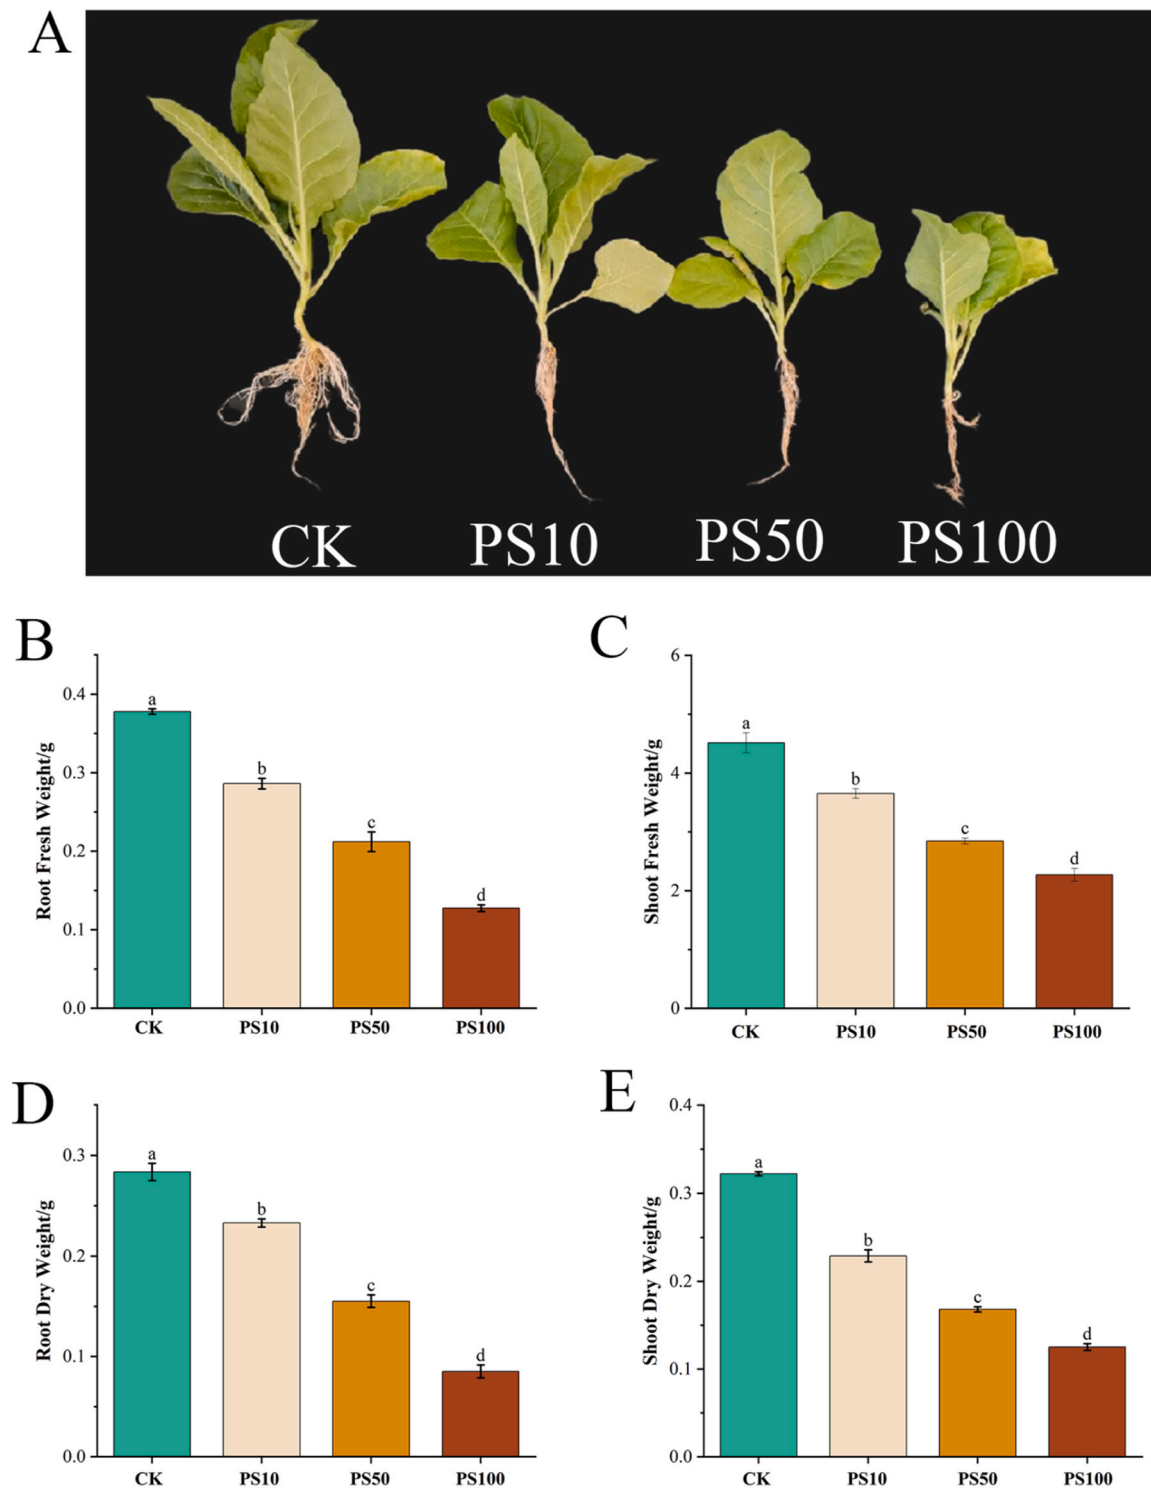 A
CK PS10 PS50 PS100
B
Root Fresh Weight/g
0.4
0.3
0.2
0.1
0.0
a
b
c
d
CK PS10 PS50 PS100
C
Shoot Fresh Weight/g
6
4
2
0
a
b
c
d
CK PS10 PS50 PS100
D
Root Dry Weight/g
0.3
0.2
0.1
0.0
a
b
c
d
CK PS10 PS50 PS100
E
Shoot Dry Weight/g
0.4
0.3
0.2
0.1
0.0
a
b
c
d
CK PS10 PS50 PS100